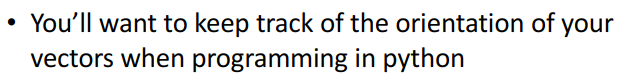 • You’ll want to keep track of the orientation of your
vectors when programming in python